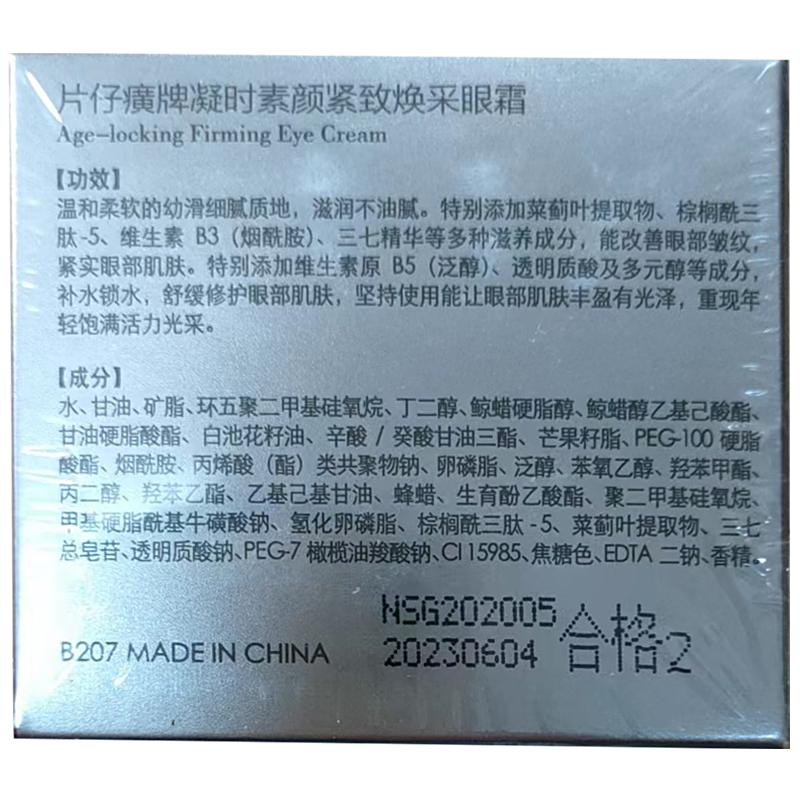 片仔癀牌凝时素颜紧致焕采眼霜
Age-locking Firming Eye Cream
【功效】
温和柔软的幼滑细腻质地，滋润不油腻。特别添加菜蓟叶提取物、棕榈酰三
肽-5、维生素 B3（烟酰胺）、三七精华等多种滋养成分，能改善眼部皱纹，
紧实眼部肌肤。特别添加维生素原 B5（泛醇）、透明质酸及多元醇等成分，
补水锁水，舒缓修护眼部肌肤，坚持使用能让眼部肌肤丰盈有光泽，重现年
轻饱满活力光采。
【成分】
水、甘油、矿脂、环五聚二甲基硅氧烷、丁二醇、鲸蜡硬脂醇、鲸蜡醇乙基己酸酯、
甘油硬脂酸酯、白池花籽油、辛酸 / 癸酸甘油三酯、芒果籽脂、PEG-100 硬脂
酸酯、烟酰胺、丙烯酸（酯）类共聚物钠、卵磷脂、泛醇、苯氧乙醇、羟苯甲酯、
丙二醇、羟苯乙酯、乙基己基甘油、蜂蜡、生育酚乙酸酯、聚二甲基硅氧烷、
甲基硬脂酰基牛磺酸钠、氢化卵磷脂、棕榈酰三肽 -5、菜蓟叶提取物、三七
总皂苷、透明质酸钠、PEG-7 橄榄油羧酸钠、CI 15985、焦糖色、EDTA 二钠、香精。
NSG202005
B207 MADE IN CHINA 20230604 合格2